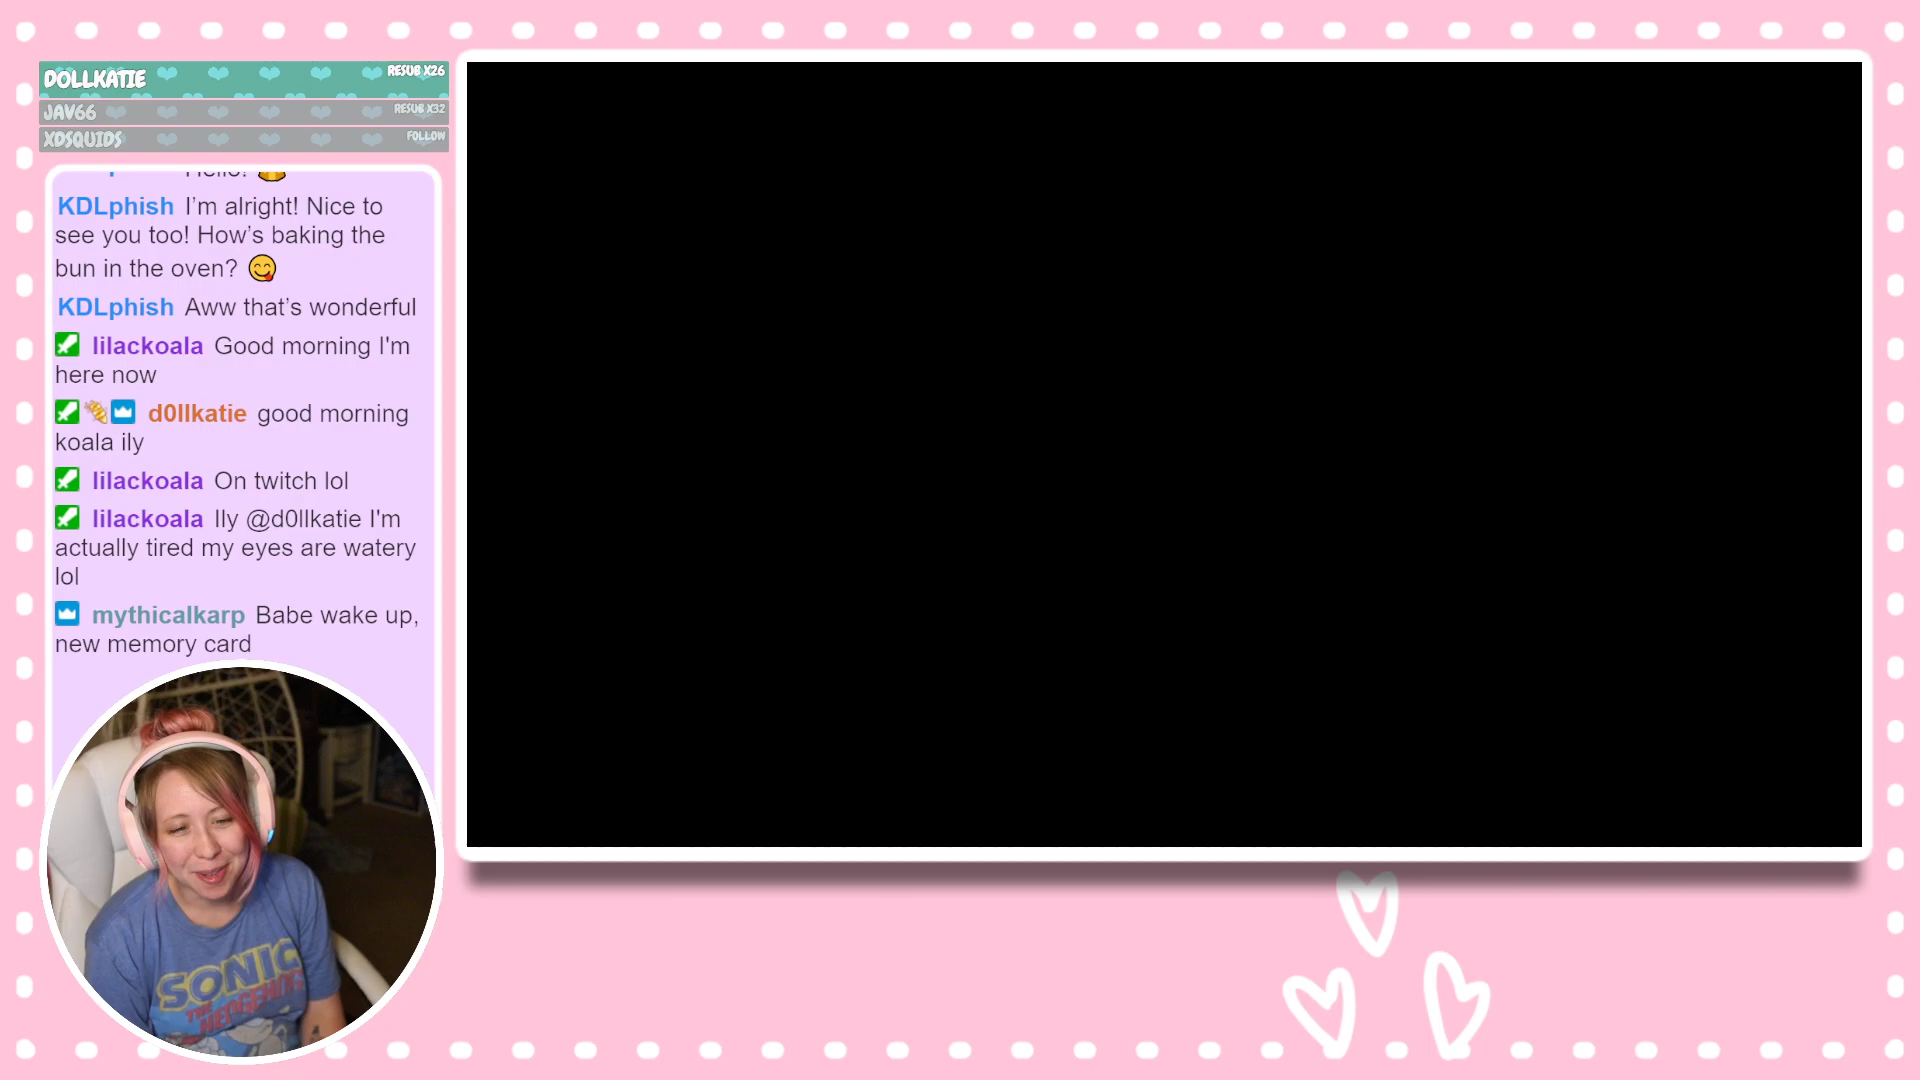 DOLLKATIE RESUB X26
JAV66 RESUB X32
XDSQUIDS FOLLOW
Hello!
KDLphish I’m alright! Nice to
see you too! How’s baking the
bun in the oven? 😋
KDLphish Aww that’s wonderful
lilackoala Good morning I'm
here now
d0llkatie good morning
koala ily
lilackoala On twitch lol
lilackoala Ily @d0llkatie I'm
actually tired my eyes are watery
lol
mythicalkarp Babe wake up,
new memory card
SONIC
THE
HEDGEHOG